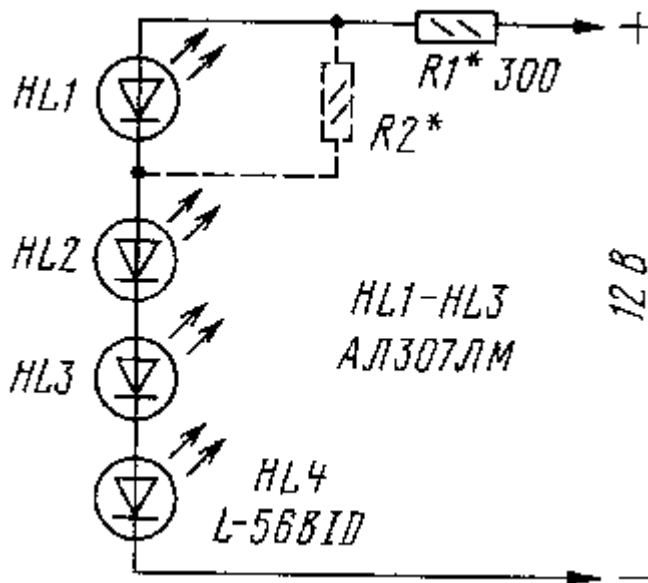 HL1
R1* 300
R2*
HL2
HL1-HL3
АЛ307ЛМ
12 В
HL3
HL4
L-56BID
+
−